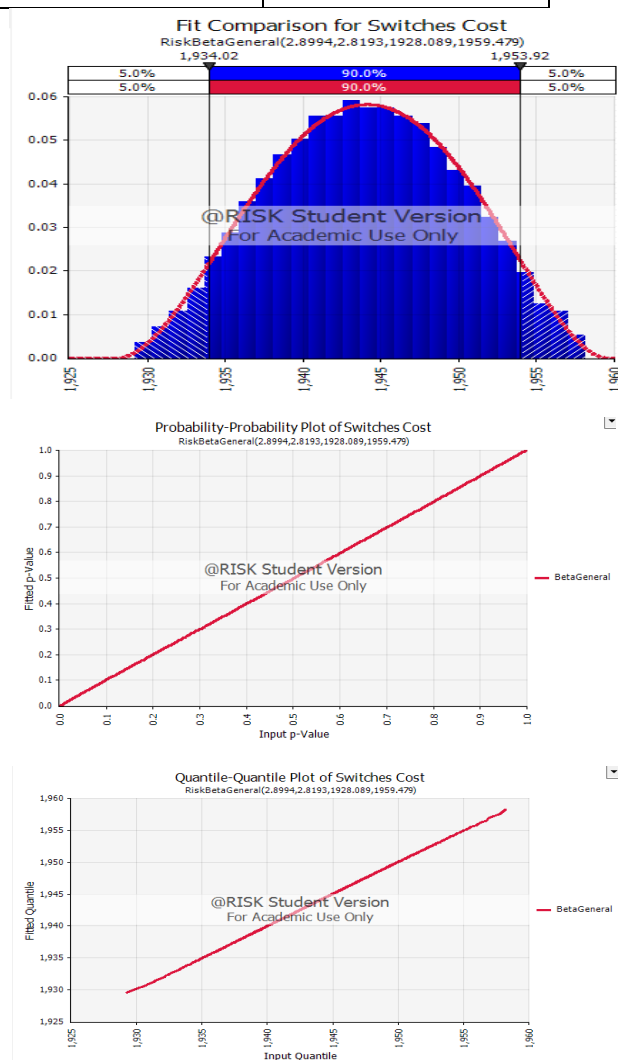 Fit Comparison for Switches Cost
RiskBetaGeneral(2.8994,2.8193,1928.089,1959.479)
1,934.02 1,953.92
5.0% 90.0% 5.0%
5.0% 90.0% 5.0%
0.06
0.05
0.04
0.03
0.02
0.01
0.00
@RISK Student Version
For Academic Use Only
1,925 1,930 1,935 1,940 1,945 1,950 1,955 1,960
Probability-Probability Plot of Switches Cost
RiskBetaGeneral(2.8994,2.8193,1928.089,1959.479)
1.0
0.9
0.8
0.7
0.6
0.5
0.4
0.3
0.2
0.1
0.0
Fitted p-Value
@RISK Student Version
For Academic Use Only
BetaGeneral
0.0 0.1 0.2 0.3 0.4 0.5 0.6 0.7 0.8 0.9 1.0
Input p-Value
Quantile-Quantile Plot of Switches Cost
RiskBetaGeneral(2.8994,2.8193,1928.089,1959.479)
1,960
1,955
1,950
1,945
1,940
1,935
1,930
1,925
Fitted Quantile
@RISK Student Version
For Academic Use Only
BetaGeneral
1,925 1,930 1,935 1,940 1,945 1,950 1,955 1,960
Input Quantile